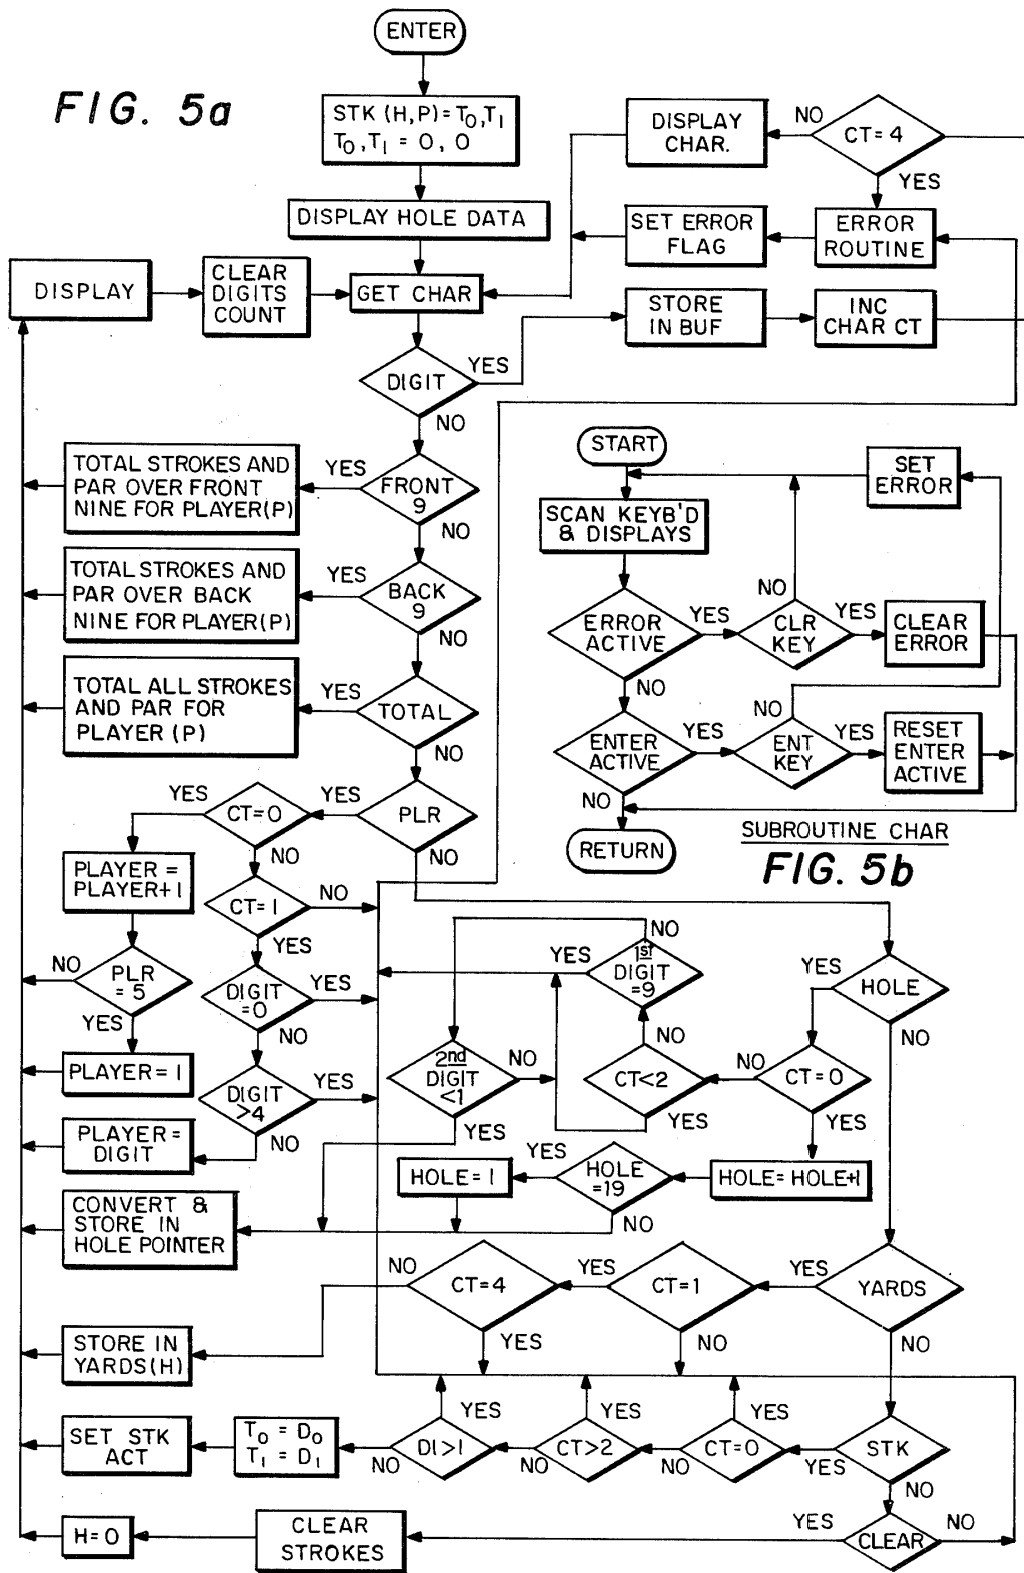 FIG. 5a
ENTER
STK (H,P)=T0,T1
T0,T1 = 0, 0
DISPLAY HOLE DATA
DISPLAY
CHAR.
NO
CT=4
YES
SET ERROR
FLAG
ERROR
ROUTINE
DISPLAY
CLEAR
DIGITS
COUNT
GET CHAR
STORE
IN BUF
INC
CHAR CT
DIGIT
YES
NO
TOTAL STROKES AND
PAR OVER FRONT
NINE FOR PLAYER(P)
YES
FRONT
9
NO
TOTAL STROKES AND
PAR OVER BACK
NINE FOR PLAYER(P)
YES
BACK
9
NO
TOTAL ALL STROKES
AND PAR FOR
PLAYER (P)
YES
TOTAL
NO
START
SET
ERROR
SCAN KEYB'D
& DISPLAYS
ERROR
ACTIVE
YES
NO
CLR
KEY
YES
CLEAR
ERROR
NO
ENTER
ACTIVE
YES
NO
ENT
KEY
YES
RESET
ENTER
ACTIVE
NO
RETURN
SUBROUTINE CHAR
FIG. 5b
YES
CT=0
YES
PLR
NO
NO
PLAYER=
PLAYER+1
CT=1
NO
YES
NO
PLR
=5
YES
DIGIT
=0
YES
NO
PLAYER=1
DIGIT
>4
YES
NO
PLAYER=
DIGIT
NO
YES
1st
DIGIT
=9
YES
HOLE
NO
2nd
DIGIT
<1
NO
YES
NO
CT<2
YES
NO
CT=0
YES
HOLE=1
YES
HOLE
=19
NO
HOLE=HOLE+1
CONVERT &
STORE IN
HOLE POINTER
NO
CT=4
YES
YES
CT=1
NO
YES
YARDS
NO
STORE IN
YARDS(H)
SET STK
ACT
T0=D0
T1=D1
NO
DI>1
YES
NO
CT>2
YES
NO
CT=0
YES
YES
STK
NO
H=0
CLEAR
STROKES
YES
CLEAR
NO